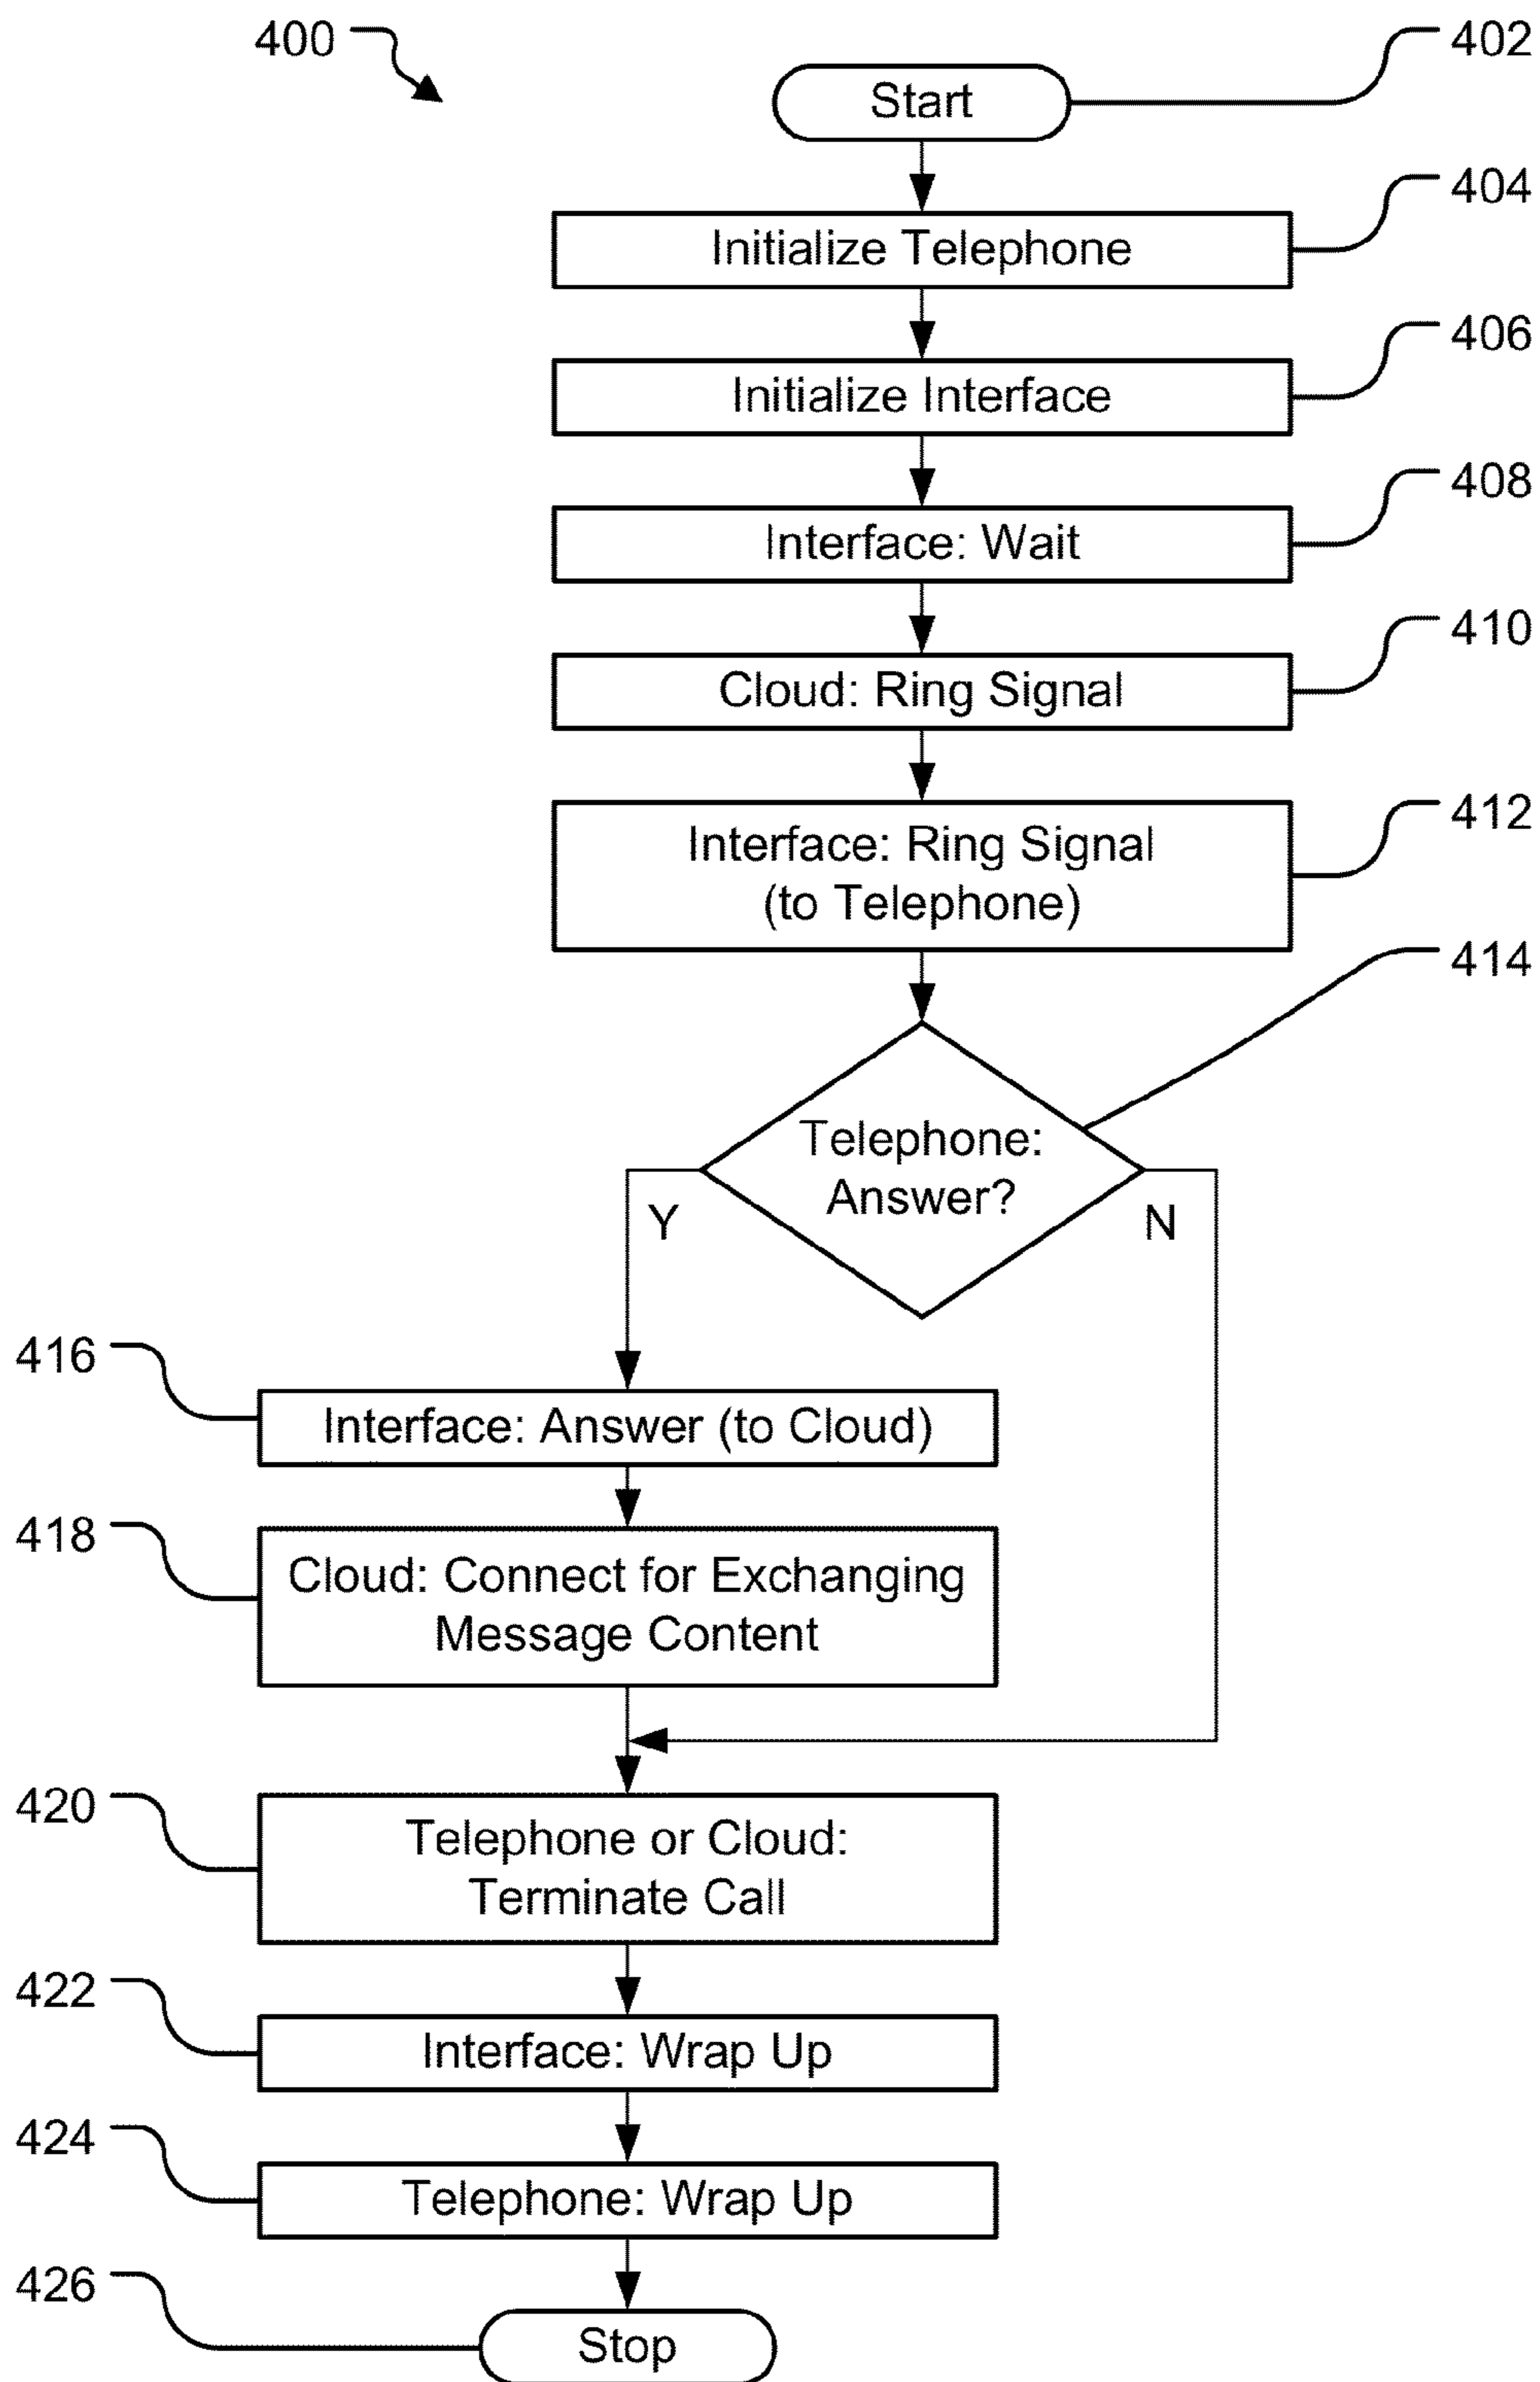 400
402
Start
404
Initialize Telephone
406
Initialize Interface
408
Interface: Wait
410
Cloud: Ring Signal
412
Interface: Ring Signal
(to Telephone)
414
Telephone:
Answer?
Y
N
416
Interface: Answer (to Cloud)
418
Cloud: Connect for Exchanging
Message Content
420
Telephone or Cloud:
Terminate Call
422
Interface: Wrap Up
424
Telephone: Wrap Up
426
Stop